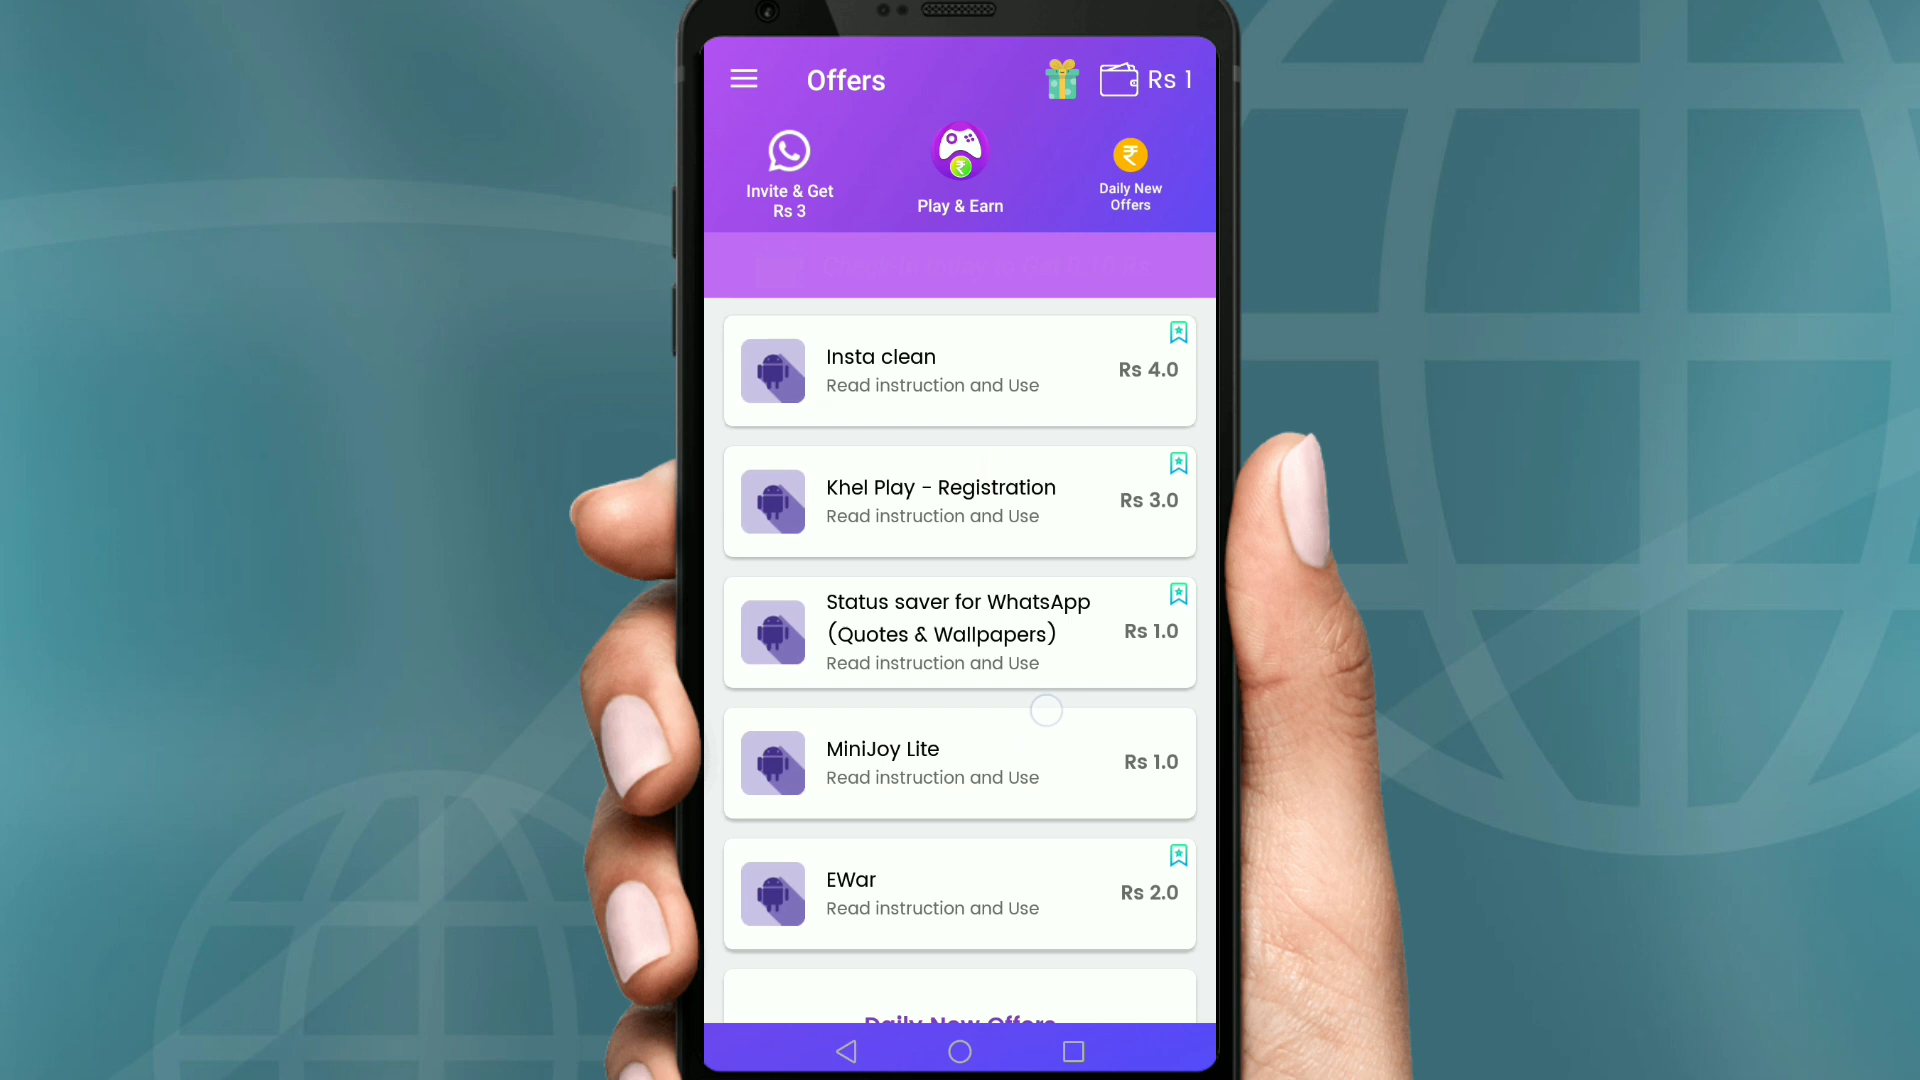 Offers
Rs 1
Invite & Get
Rs 3
Play & Earn
Daily New
Offers
Insta clean
Read instruction and Use
Rs 4.0
Khel Play - Registration
Read instruction and Use
Rs 3.0
Status saver for WhatsApp
(Quotes & Wallpapers)
Read instruction and Use
Rs 1.0
MiniJoy Lite
Read instruction and Use
Rs 1.0
EWar
Read instruction and Use
Rs 2.0
Daily New Offers